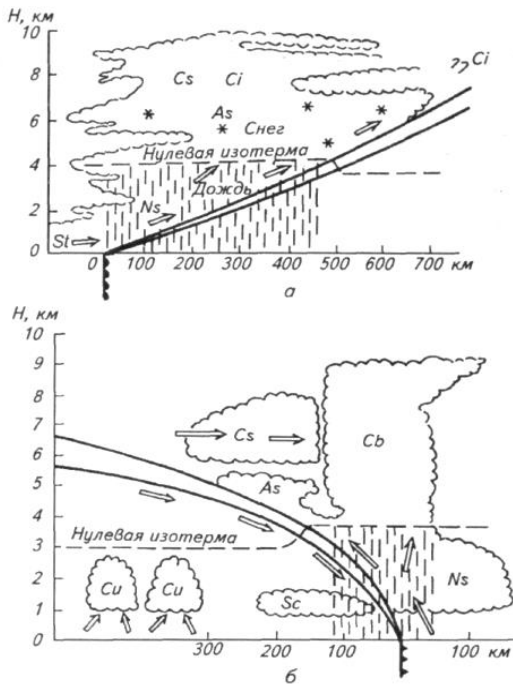 Н, км
10
8
6
4
2
0
Cs Ci
As
Снег
Нулевая изотерма
Дождь
Ns
St
Ci
0 100 200 300 400 500 600 700 км
а
Н, км
10
9
8
7
6
5
4
3
2
1
0
Cs
Cb
As
Нулевая изотерма
Cu Cu
Sc
Ns
300 200 0 100 км
б